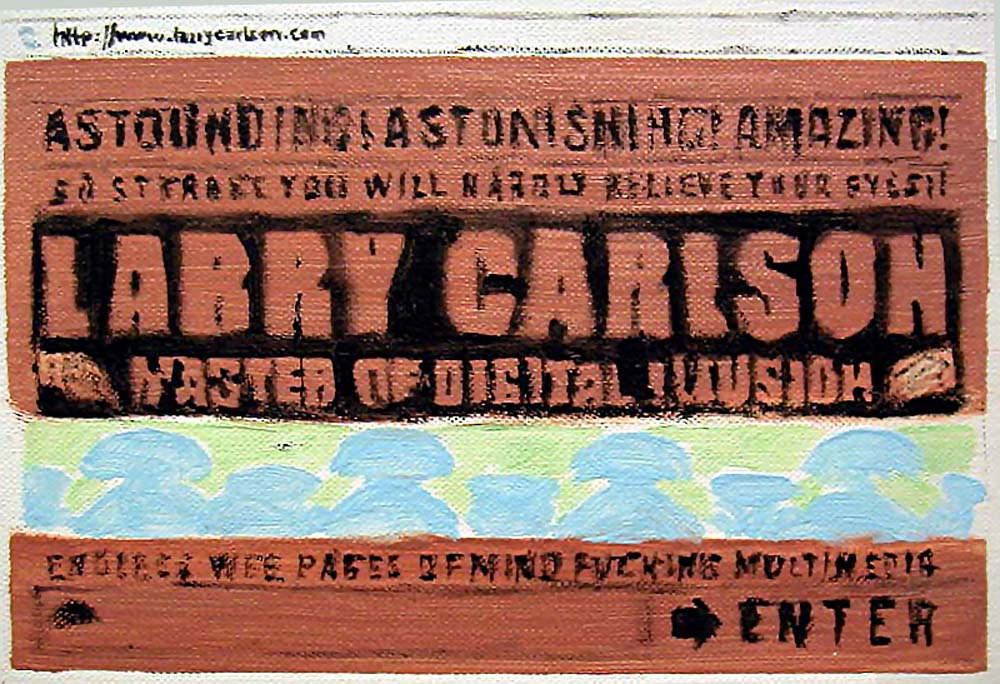 http://www.larrycarlson.com
ASTOUNDING! ASTONISHING! AMAZING!
SO STRANGE YOU WILL HARDLY BELIEVE YOUR EYES!!
LARRY CARLSON
MASTER OF DIGITAL ILLUSION
ENDLESS WEB PAGES OF MIND FUCKING MULTIMEDIA
ENTER